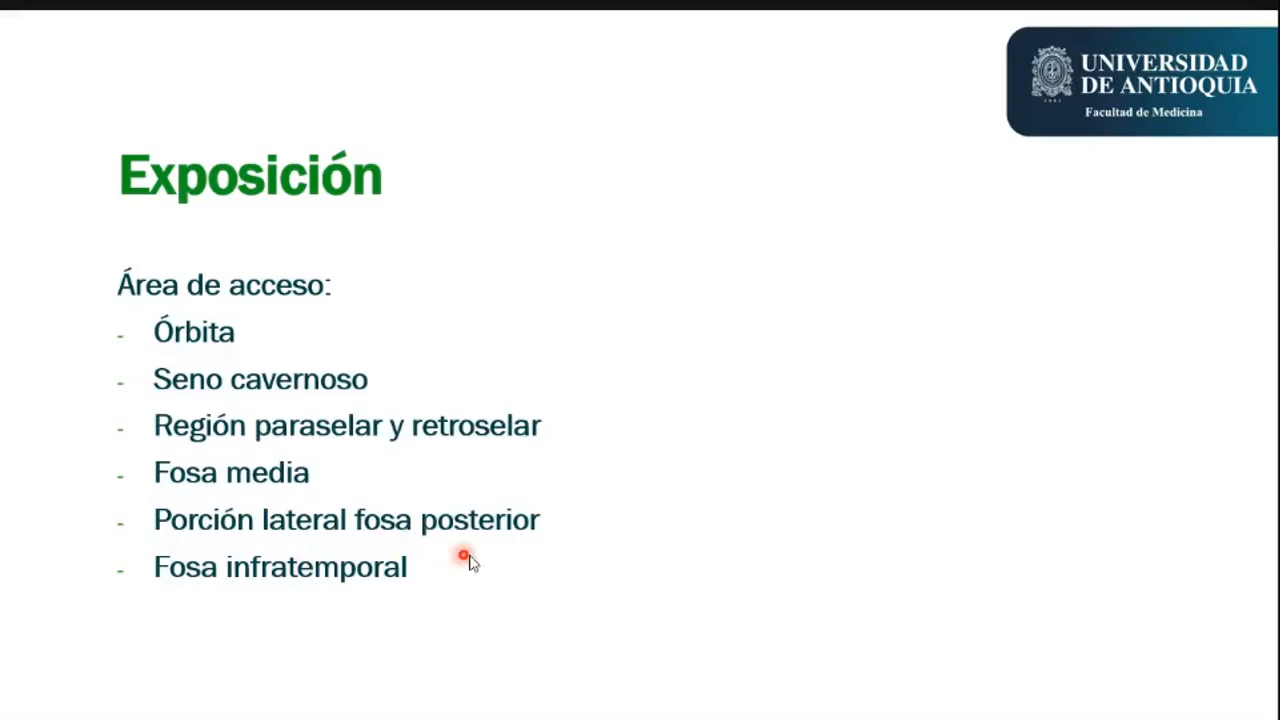 UNIVERSIDAD
DE ANTIOQUIA
Facultad de Medicina
Exposición
Área de acceso:
- Órbita
- Seno cavernoso
- Región paraselar y retroselar
- Fosa media
- Porción lateral fosa posterior
- Fosa infratemporal